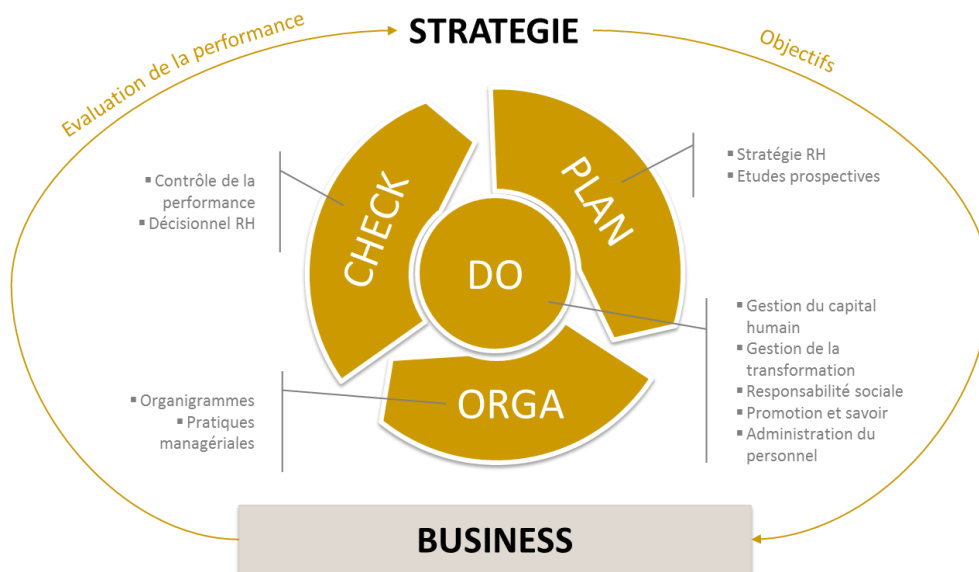 STRATEGIE
Evaluation de la performance
Objectifs
PLAN
▪ Stratégie RH
▪ Etudes prospectives
CHECK
▪ Contrôle de la
performance
▪ Décisionnel RH
DO
▪ Gestion du capital
humain
▪ Gestion de la
transformation
▪ Responsabilité sociale
▪ Promotion et savoir
▪ Administration du
personnel
ORGA
▪ Organigrammes
▪ Pratiques
managériales
BUSINESS